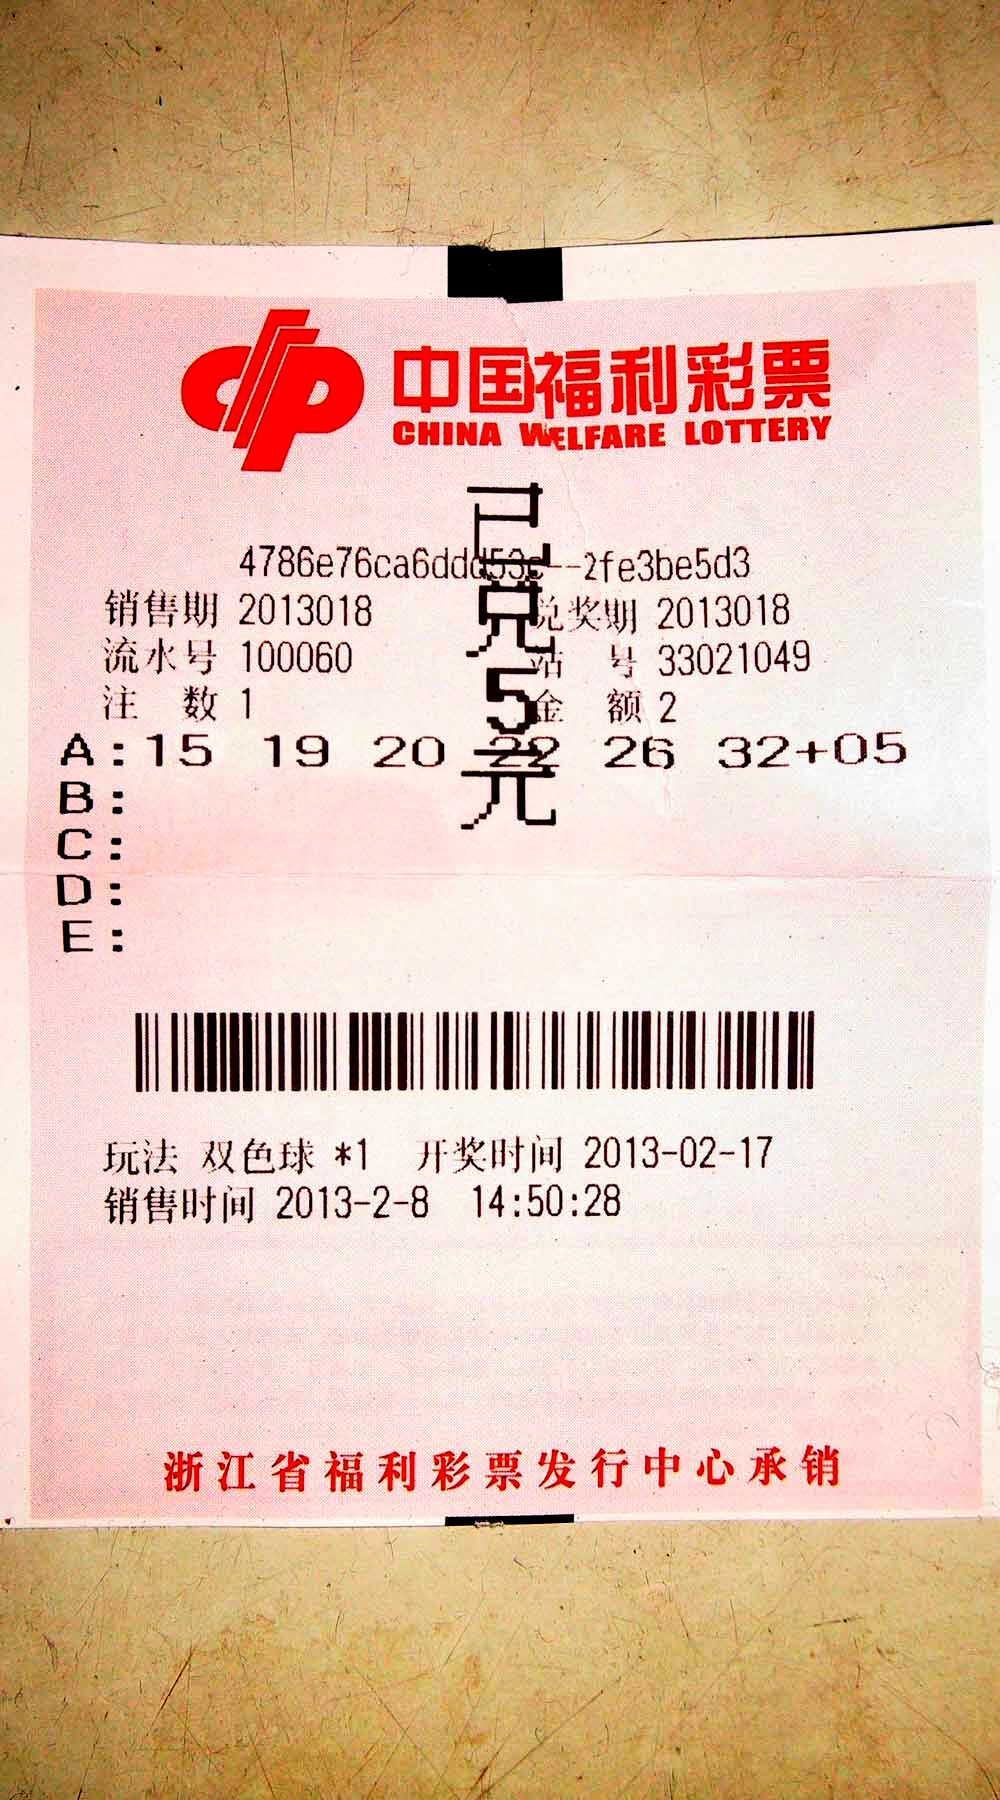 中国福利彩票
CHINA WELFARE LOTTERY
已兑5元
4786e76ca6ddd53c--2fe3be5d3
销售期 2013018 兑奖期 2013018
流水号 100060 站 号 33021049
注 数 1 金 额 2
A:15 19 20 22 26 32+05
B:
C:
D:
E:
玩法 双色球 *1 开奖时间 2013-02-17
销售时间 2013-2-8 14:50:28
浙江省福利彩票发行中心承销